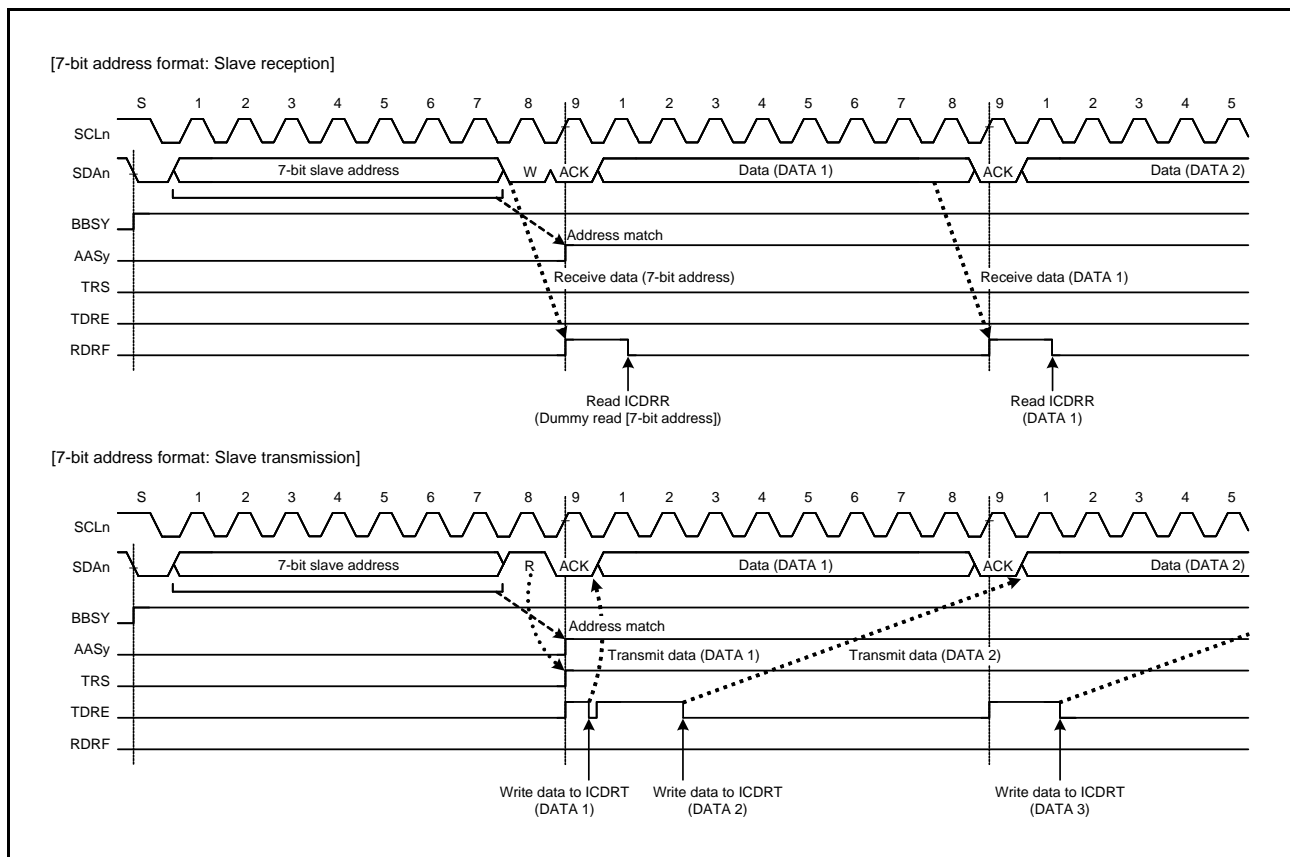 [7-bit address format: Slave reception]
S 1 2 3 4 5 6 7 8 9 1 2 3 4 5 6 7 8 9 1 2 3 4 5
SCLn
SDAn 7-bit slave address W ACK Data (DATA 1) ACK Data (DATA 2)
BBSY
Address match
AASy
Receive data (7-bit address) Receive data (DATA 1)
TRS
TDRE
RDRF
Read ICDRR Read ICDRR
(Dummy read [7-bit address]) (DATA 1)
[7-bit address format: Slave transmission]
S 1 2 3 4 5 6 7 8 9 1 2 3 4 5 6 7 8 9 1 2 3 4 5
SCLn
SDAn 7-bit slave address R ACK Data (DATA 1) ACK Data (DATA 2)
BBSY
Address match
AASy
Transmit data (DATA 1) Transmit data (DATA 2)
TRS
TDRE
RDRF
Write data to ICDRT Write data to ICDRT Write data to ICDRT
(DATA 1) (DATA 2) (DATA 3)